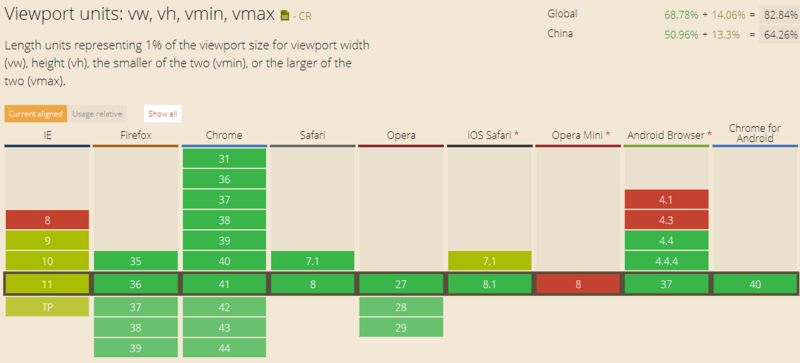 Viewport units: vw, vh, vmin, vmax - CR
Global 68.78% + 14.06% = 82.84%
China 50.96% + 13.3% = 64.26%
Length units representing 1% of the viewport size for viewport width
(vw), height (vh), the smaller of the two (vmin), or the larger of the
two (vmax).
Current aligned Usage relative Show all
IE Firefox Chrome Safari Opera iOS Safari * Opera Mini * Android Browser * Chrome for
Android
31
36
37 4.1
8 38 4.3
9 39 4.4
10 35 40 7.1 7.1 4.4.4
11 36 41 8 27 8.1 8 37 40
TP 37 42 28
38 43 29
39 44